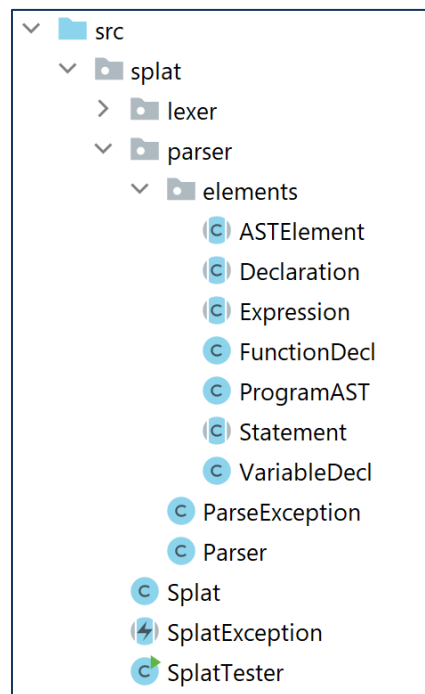 src
splat
lexer
parser
elements
ASTElement
Declaration
Expression
FunctionDecl
ProgramAST
Statement
VariableDecl
ParseException
Parser
Splat
SplatException
SplatTester